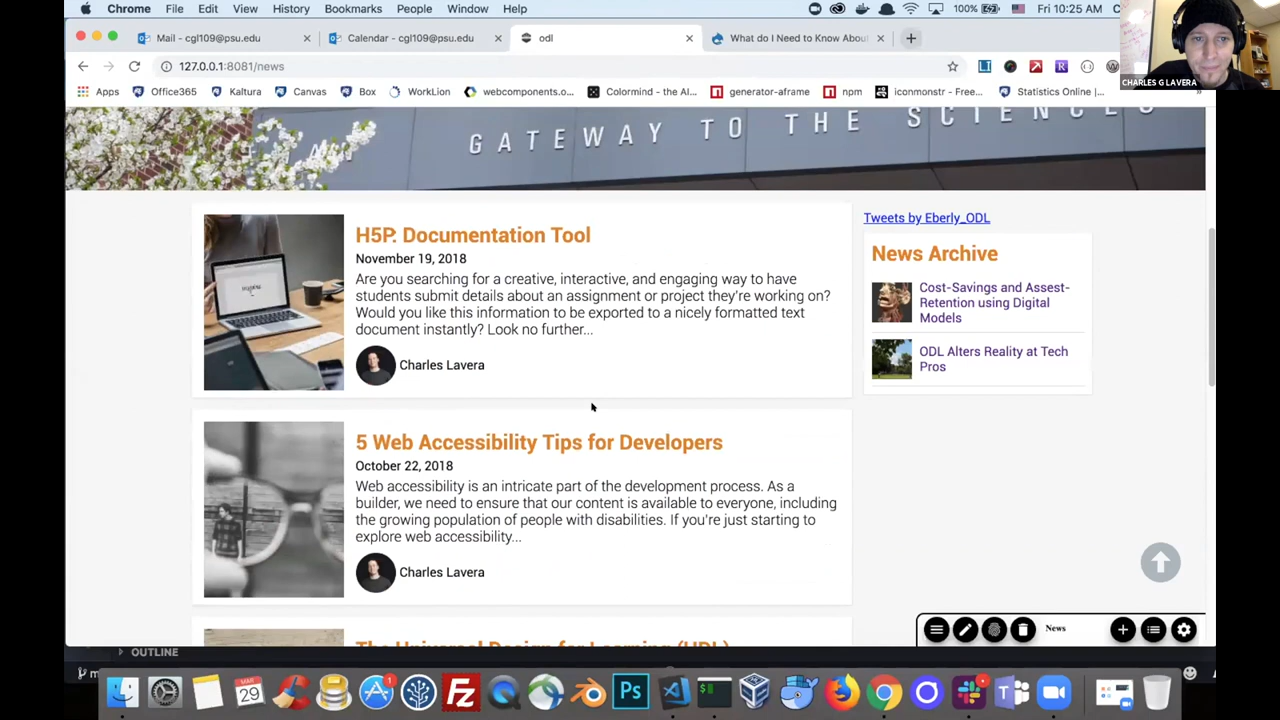 Chrome File Edit View History Bookmarks People Window Help 100% Fri 10:25 AM
Mail - cgl109@psu.edu
Calendar - cgl109@psu.edu
odl
What do I Need to Know Abou
127.0.0.1:8081/news
Apps
Office365
Kaltura
Canvas
Box
Workfron
webcomponents.o...
Colormind - the AI...
generator-aframe
npm
iconmonstr - Free...
Statistics Online |...
CHARLES G LAVERA
GATEWAY TO THE SCIENCES
H5P: Documentation Tool
November 19, 2018
Are you searching for a creative, interactive, and engaging way to have
students submit details about an assignment or project they're working on?
Would you like this information to be exported to a nicely formatted text
document instantly? Look no further...
Charles Lavera
5 Web Accessibility Tips for Developers
October 22, 2018
Web accessibility is an intricate part of the development process. As a
builder, we need to ensure that our content is available to everyone, including
the growing population of people with disabilities. If you're just starting to
explore web accessibility...
Charles Lavera
The Universal Design for Learning (UDL)
Tweets by Eberly_ODL
News Archive
Cost-Savings and Assest-
Retention using Digital
Models
ODL Alters Reality at Tech
Pros
News
OUTLINE
MAR
29
1
Fz
Ps